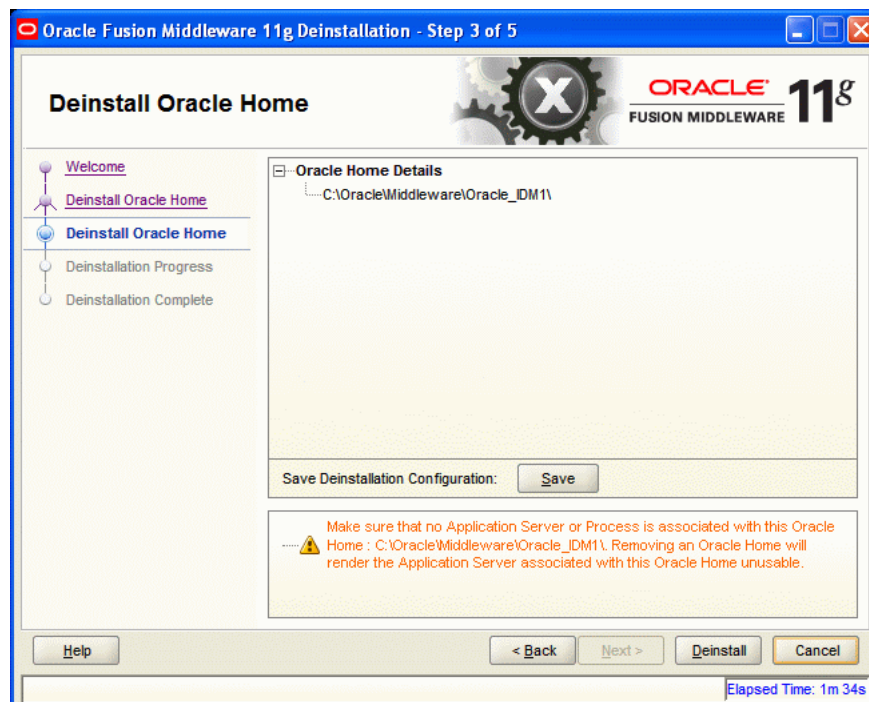 Oracle Fusion Middleware 11g Deinstallation - Step 3 of 5
Deinstall Oracle Home
ORACLE
FUSION MIDDLEWARE
11g
Welcome
Deinstall Oracle Home
Deinstall Oracle Home
Deinstallation Progress
Deinstallation Complete
Oracle Home Details
C:\Oracle\Middleware\Oracle_IDM1\
Save Deinstallation Configuration:
Save
Make sure that no Application Server or Process is associated with this Oracle
Home : C:\Oracle\Middleware\Oracle_IDM1\. Removing an Oracle Home will
render the Application Server associated with this Oracle Home unusable.
Help
< Back
Next >
Deinstall
Cancel
Elapsed Time: 1m 34s